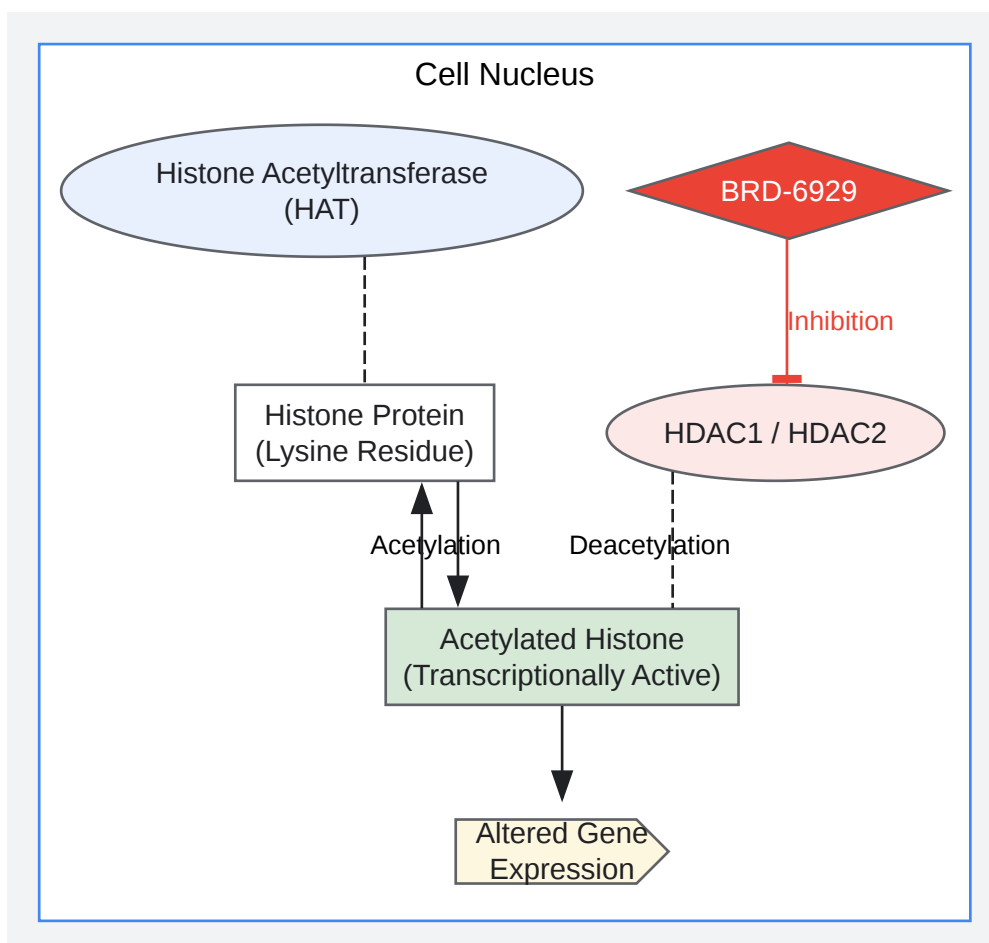 Cell Nucleus
Histone Acetyltransferase
(HAT)
BRD-6929
Inhibition
Histone Protein
(Lysine Residue)
HDAC1 / HDAC2
Acetylation
Deacetylation
Acetylated Histone
(Transcriptionally Active)
Altered Gene
Expression